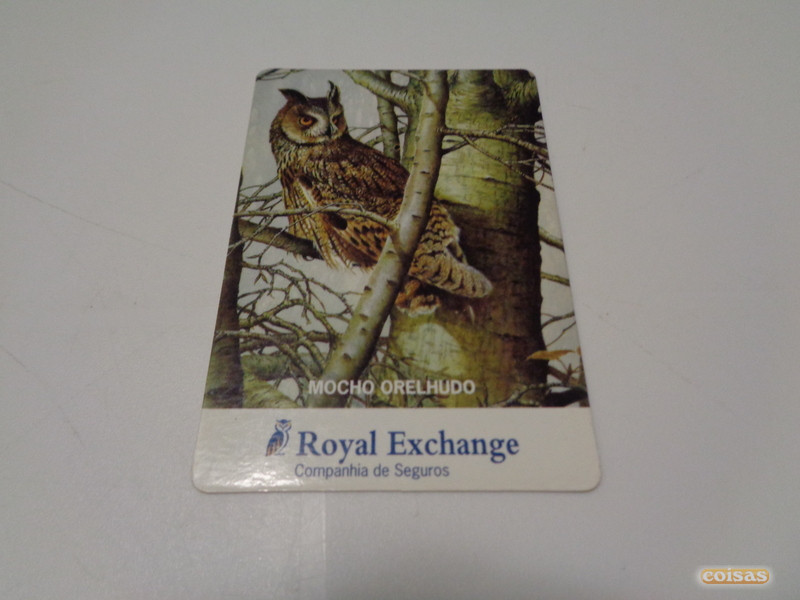 MOCHO ORELHUDO
Royal Exchange
Companhia de Seguros
coisas